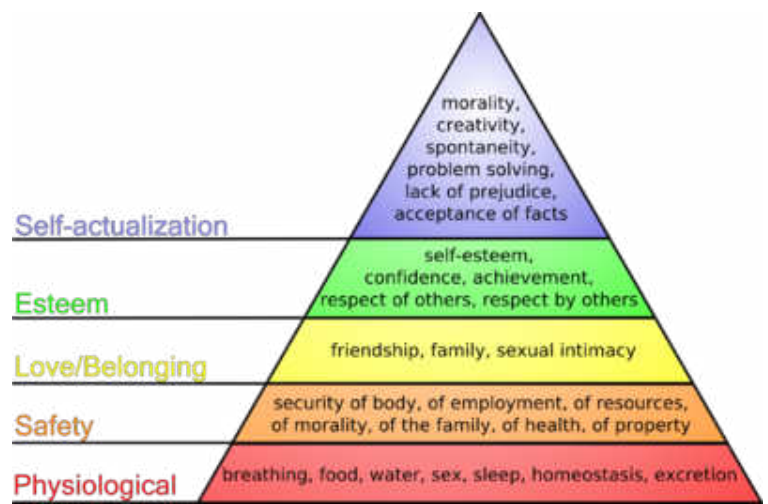 morality,
creativity,
spontaneity,
problem solving,
lack of prejudice,
acceptance of facts
Self-actualization
self-esteem,
confidence, achievement,
respect of others, respect by others
Esteem
friendship, family, sexual intimacy
Love/Belonging
security of body, of employment, of resources,
of morality, of the family, of health, of property
Safety
breathing, food, water, sex, sleep, homeostasis, excretion
Physiological